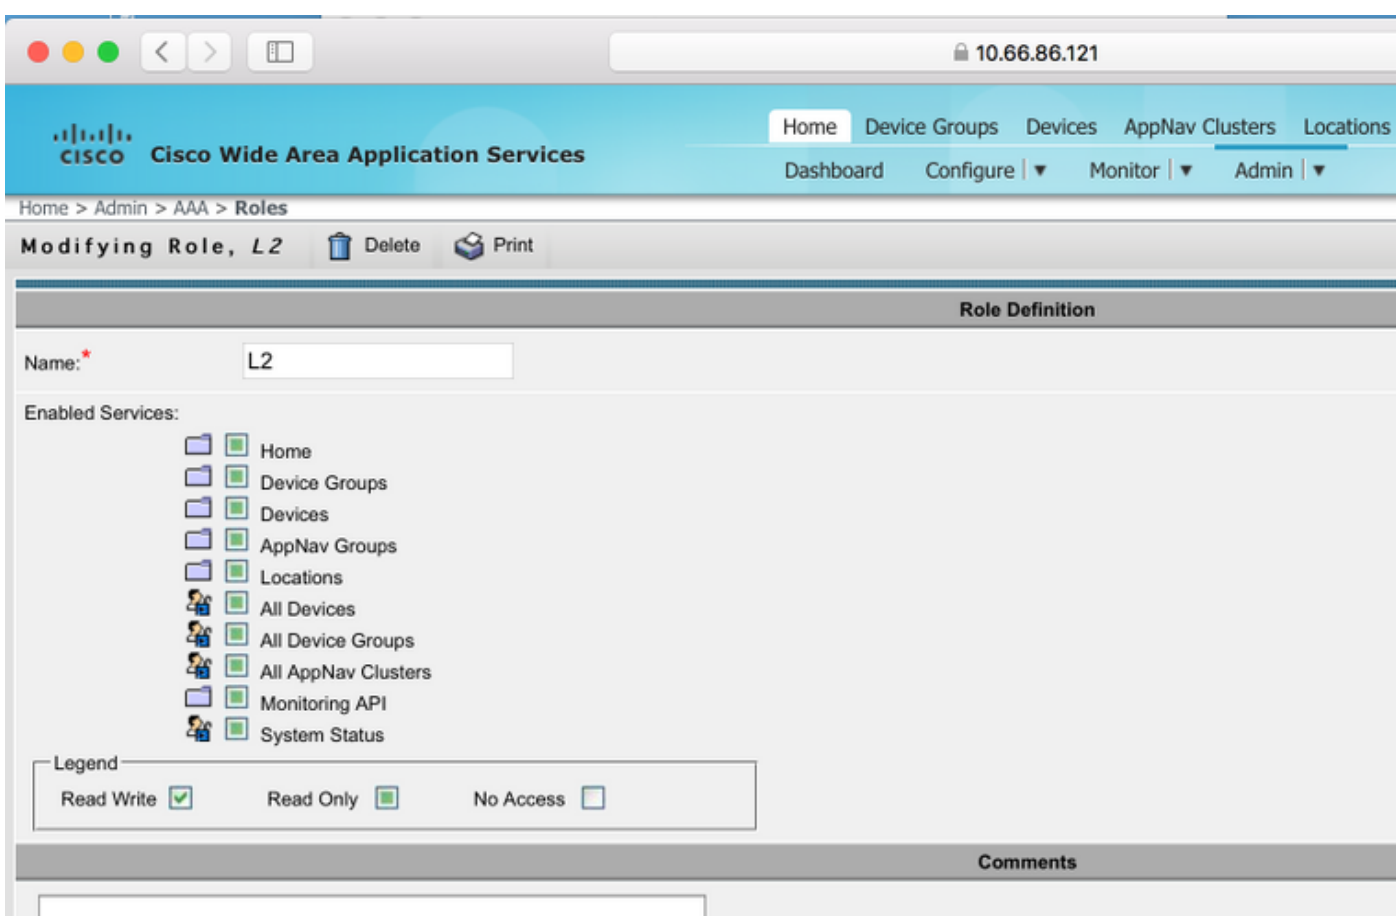 10.66.86.121
Home Device Groups Devices AppNav Clusters Locations
CISCO Cisco Wide Area Application Services
Dashboard Configure Monitor Admin
Home > Admin > AAA > Roles
Modifying Role, L2 Delete Print
Role Definition
Name:* L2
Enabled Services:
Home
Device Groups
Devices
AppNav Groups
Locations
All Devices
All Device Groups
All AppNav Clusters
Monitoring API
System Status
Legend
Read Write Read Only No Access
Comments